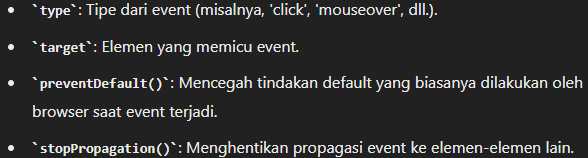 • `type`: Tipe dari event (misalnya, 'click', 'mouseover', dll.).
• `target`: Elemen yang memicu event.
• `preventDefault()`: Mencegah tindakan default yang biasanya dilakukan oleh
browser saat event terjadi.
• `stopPropagation()`: Menghentikan propagasi event ke elemen-elemen lain.